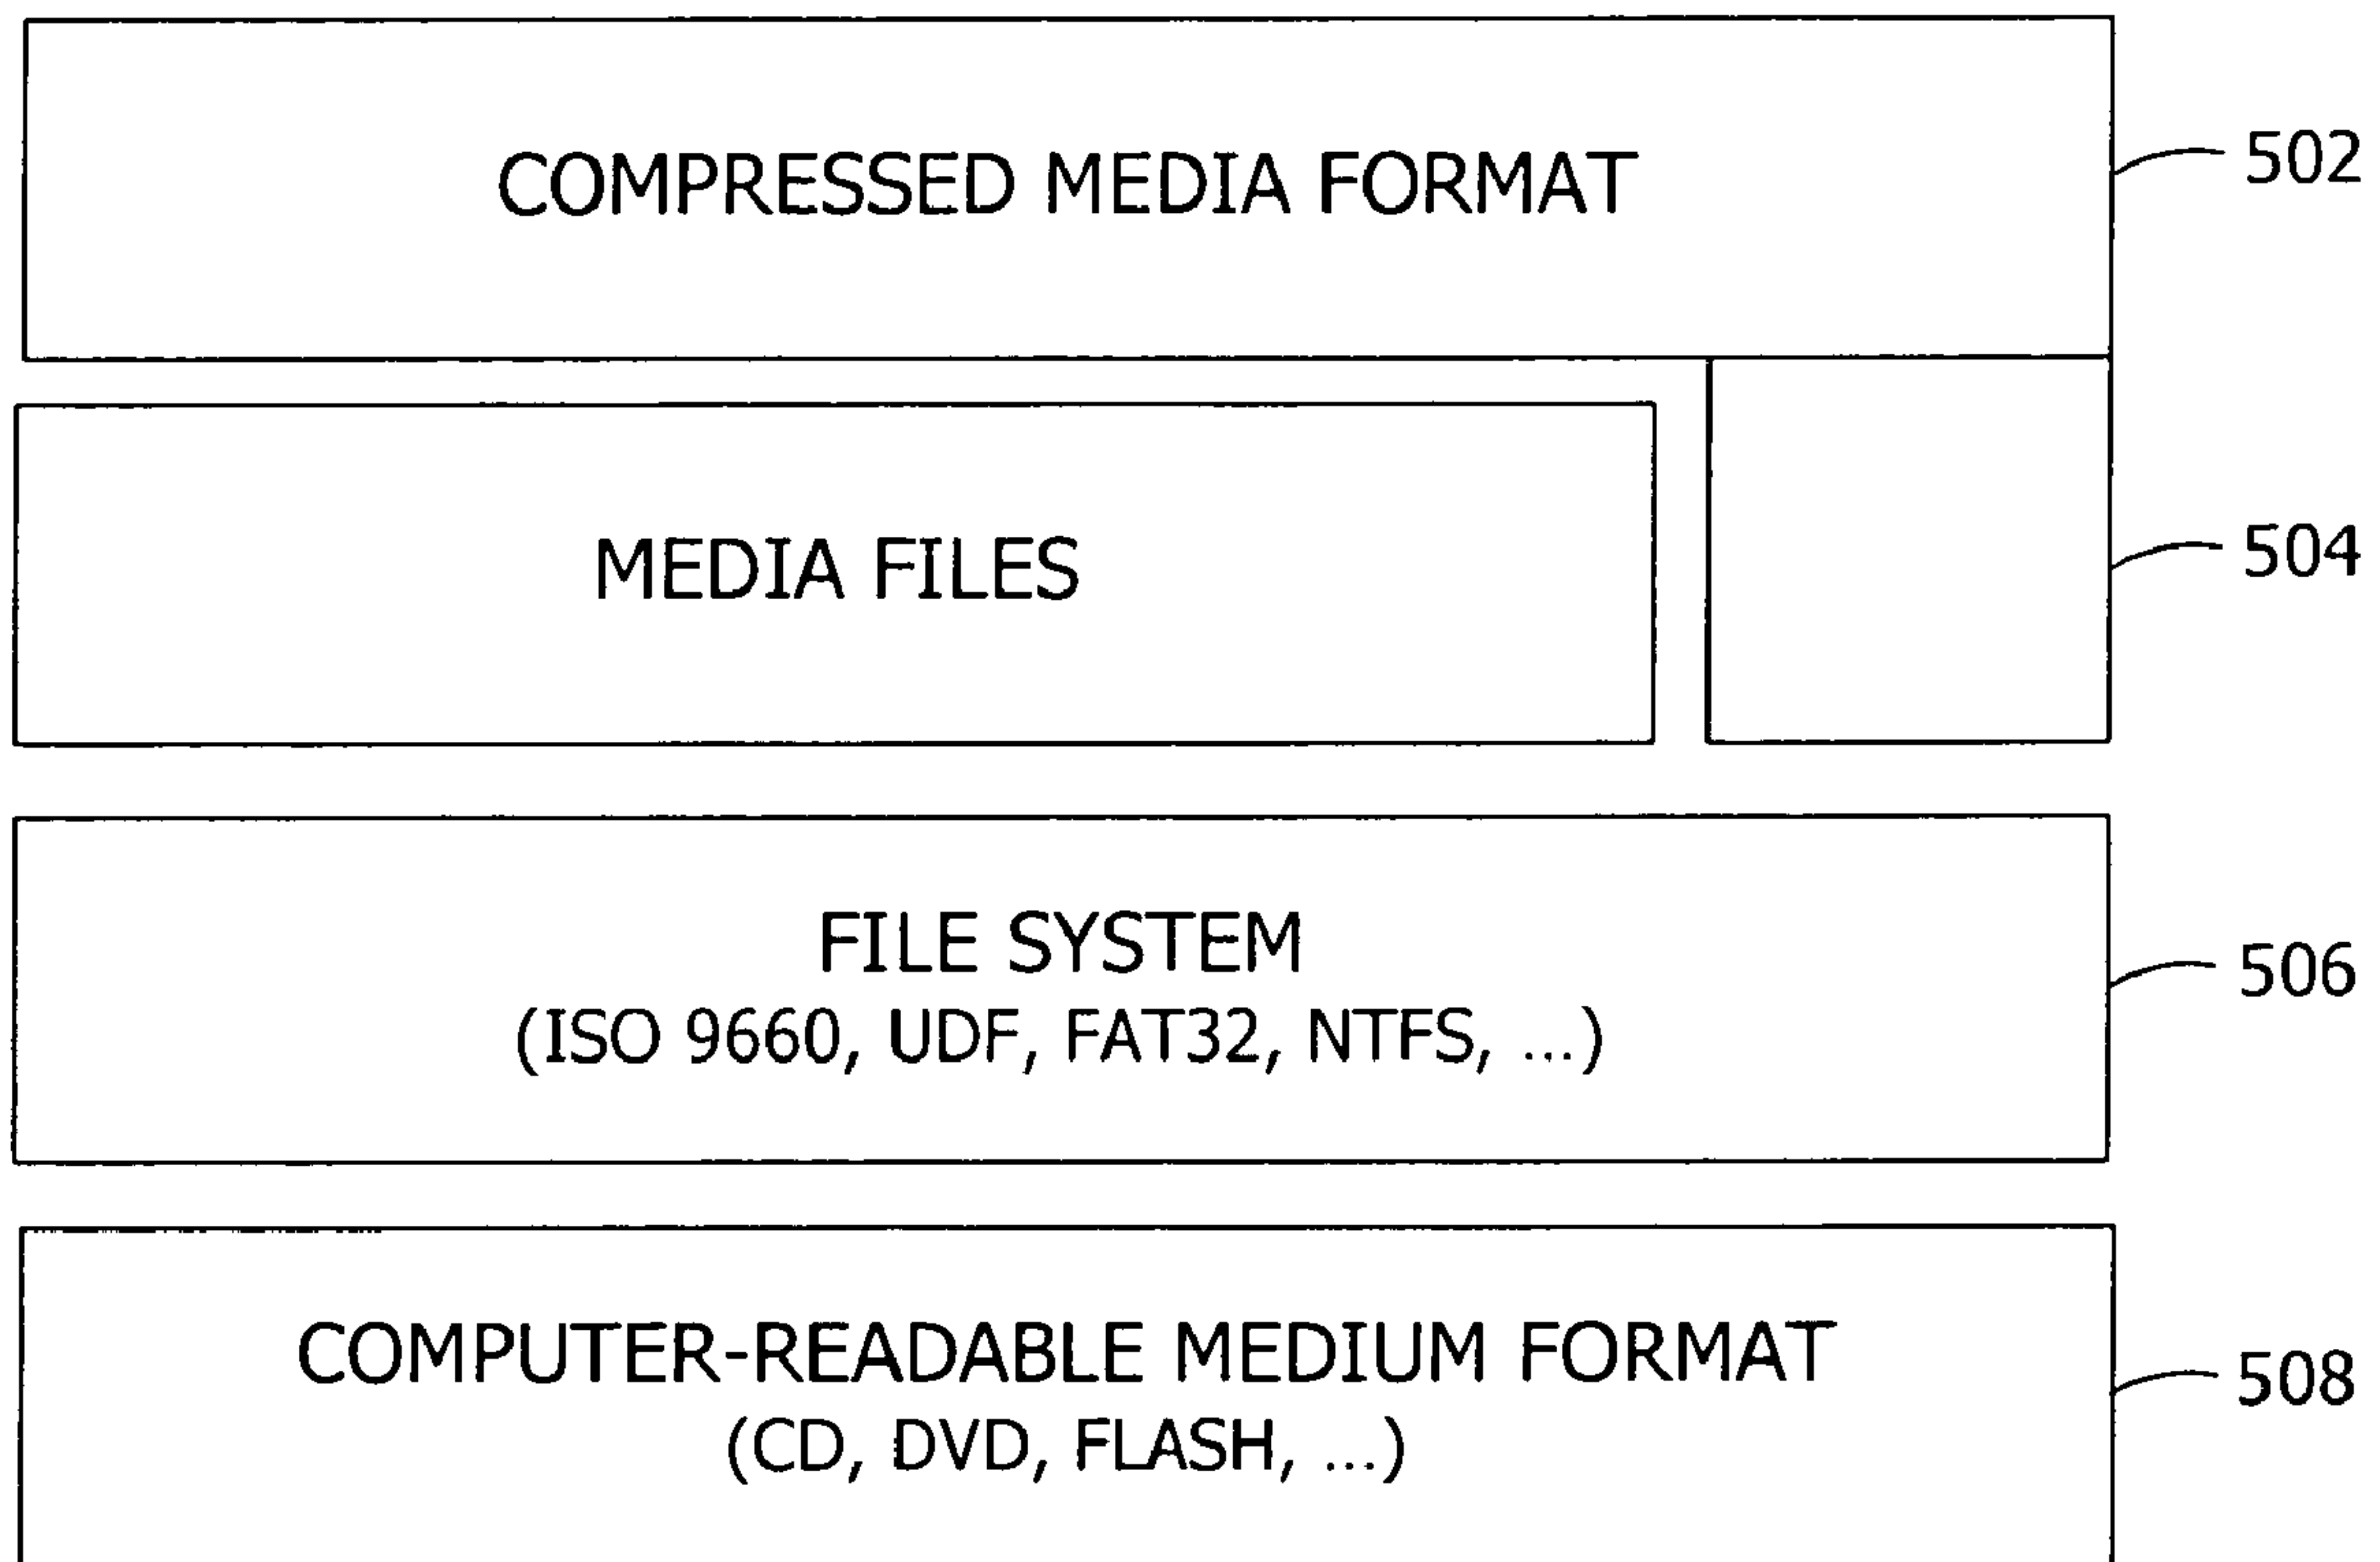 COMPRESSED MEDIA FORMAT
502
MEDIA FILES
504
FILE SYSTEM
(ISO 9660, UDF, FAT32, NTFS, ...)
506
COMPUTER-READABLE MEDIUM FORMAT
(CD, DVD, FLASH, ...)
508